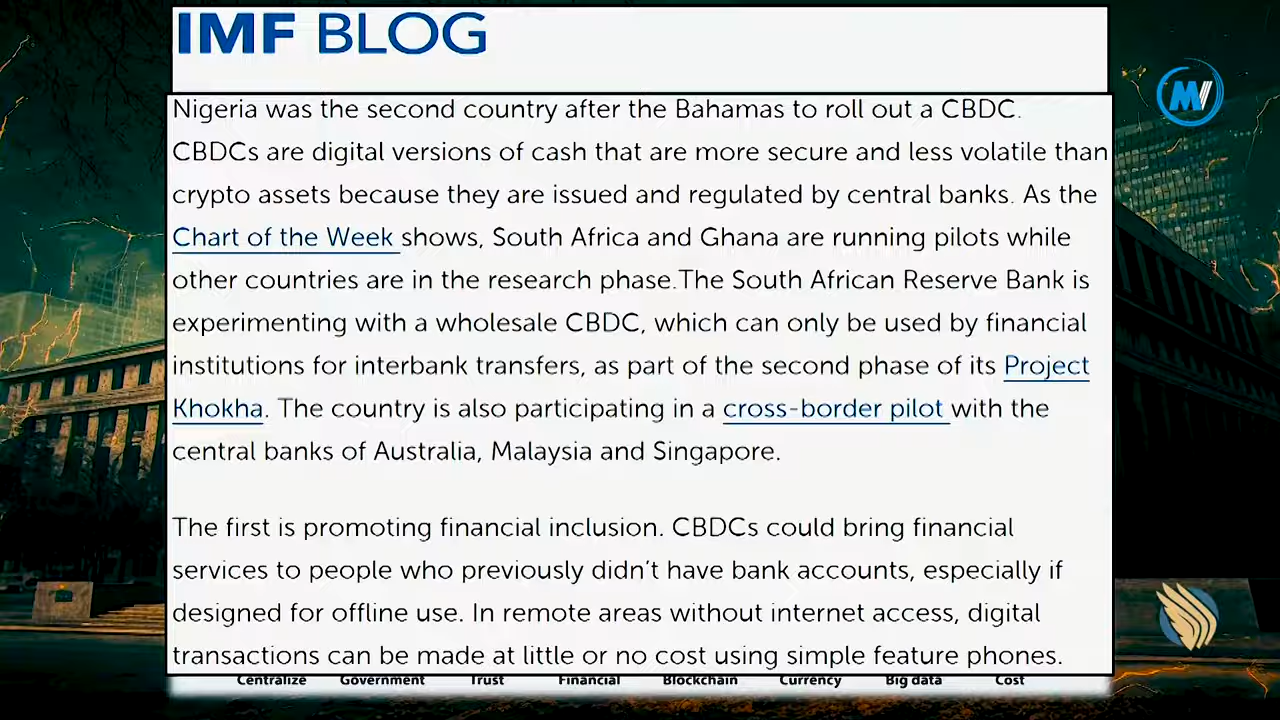 IMF BLOG
Nigeria was the second country after the Bahamas to roll out a CBDC.
CBDCs are digital versions of cash that are more secure and less volatile than
crypto assets because they are issued and regulated by central banks. As the
Chart of the Week shows, South Africa and Ghana are running pilots while
other countries are in the research phase.The South African Reserve Bank is
experimenting with a wholesale CBDC, which can only be used by financial
institutions for interbank transfers, as part of the second phase of its Project
Khokha. The country is also participating in a cross-border pilot with the
central banks of Australia, Malaysia and Singapore.
The first is promoting financial inclusion. CBDCs could bring financial
services to people who previously didn't have bank accounts, especially if
designed for offline use. In remote areas without internet access, digital
transactions can be made at little or no cost using simple feature phones.
Centralize Government Trust Financial Blockchain Currency Big data Cost